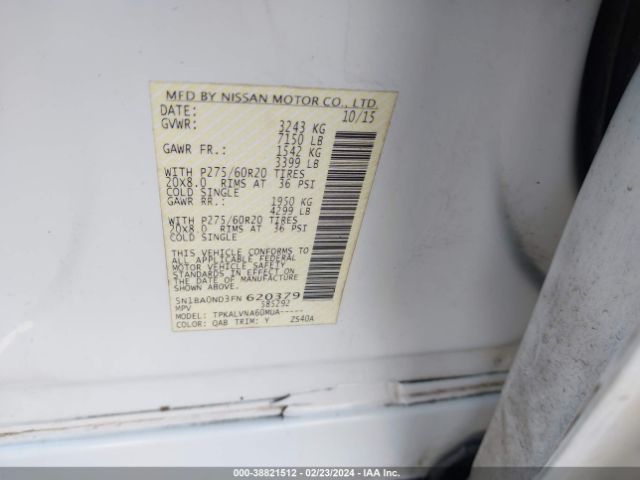 MFD BY NISSAN MOTOR CO., LTD.
DATE: 10/15
GVWR: 3243 KG
7150 LB
GAWR FR.: 1542 KG
3399 LB
WITH P275/60R20 TIRES
20x8.0 RIMS AT 36 PSI
COLD SINGLE
GAWR RR.: 1950 KG
4299 LB
WITH P275/60R20 TIRES
20x8.0 RIMS AT 36 PSI
COLD SINGLE
THIS VEHICLE CONFORMS TO
ALL APPLICABLE FEDERAL
MOTOR VEHICLE SAFETY
STANDARDS IN EFFECT ON
THE DATE OF MANUFACTURE
SHOWN ABOVE.
5N1BA0ND3FN 620379
MPV 585292
MODEL: TPKALVNA60MUA-----
COLOR: QAB TRIM: Y ZS40A
000-38821512 - 02/23/2024 - IAA Inc.